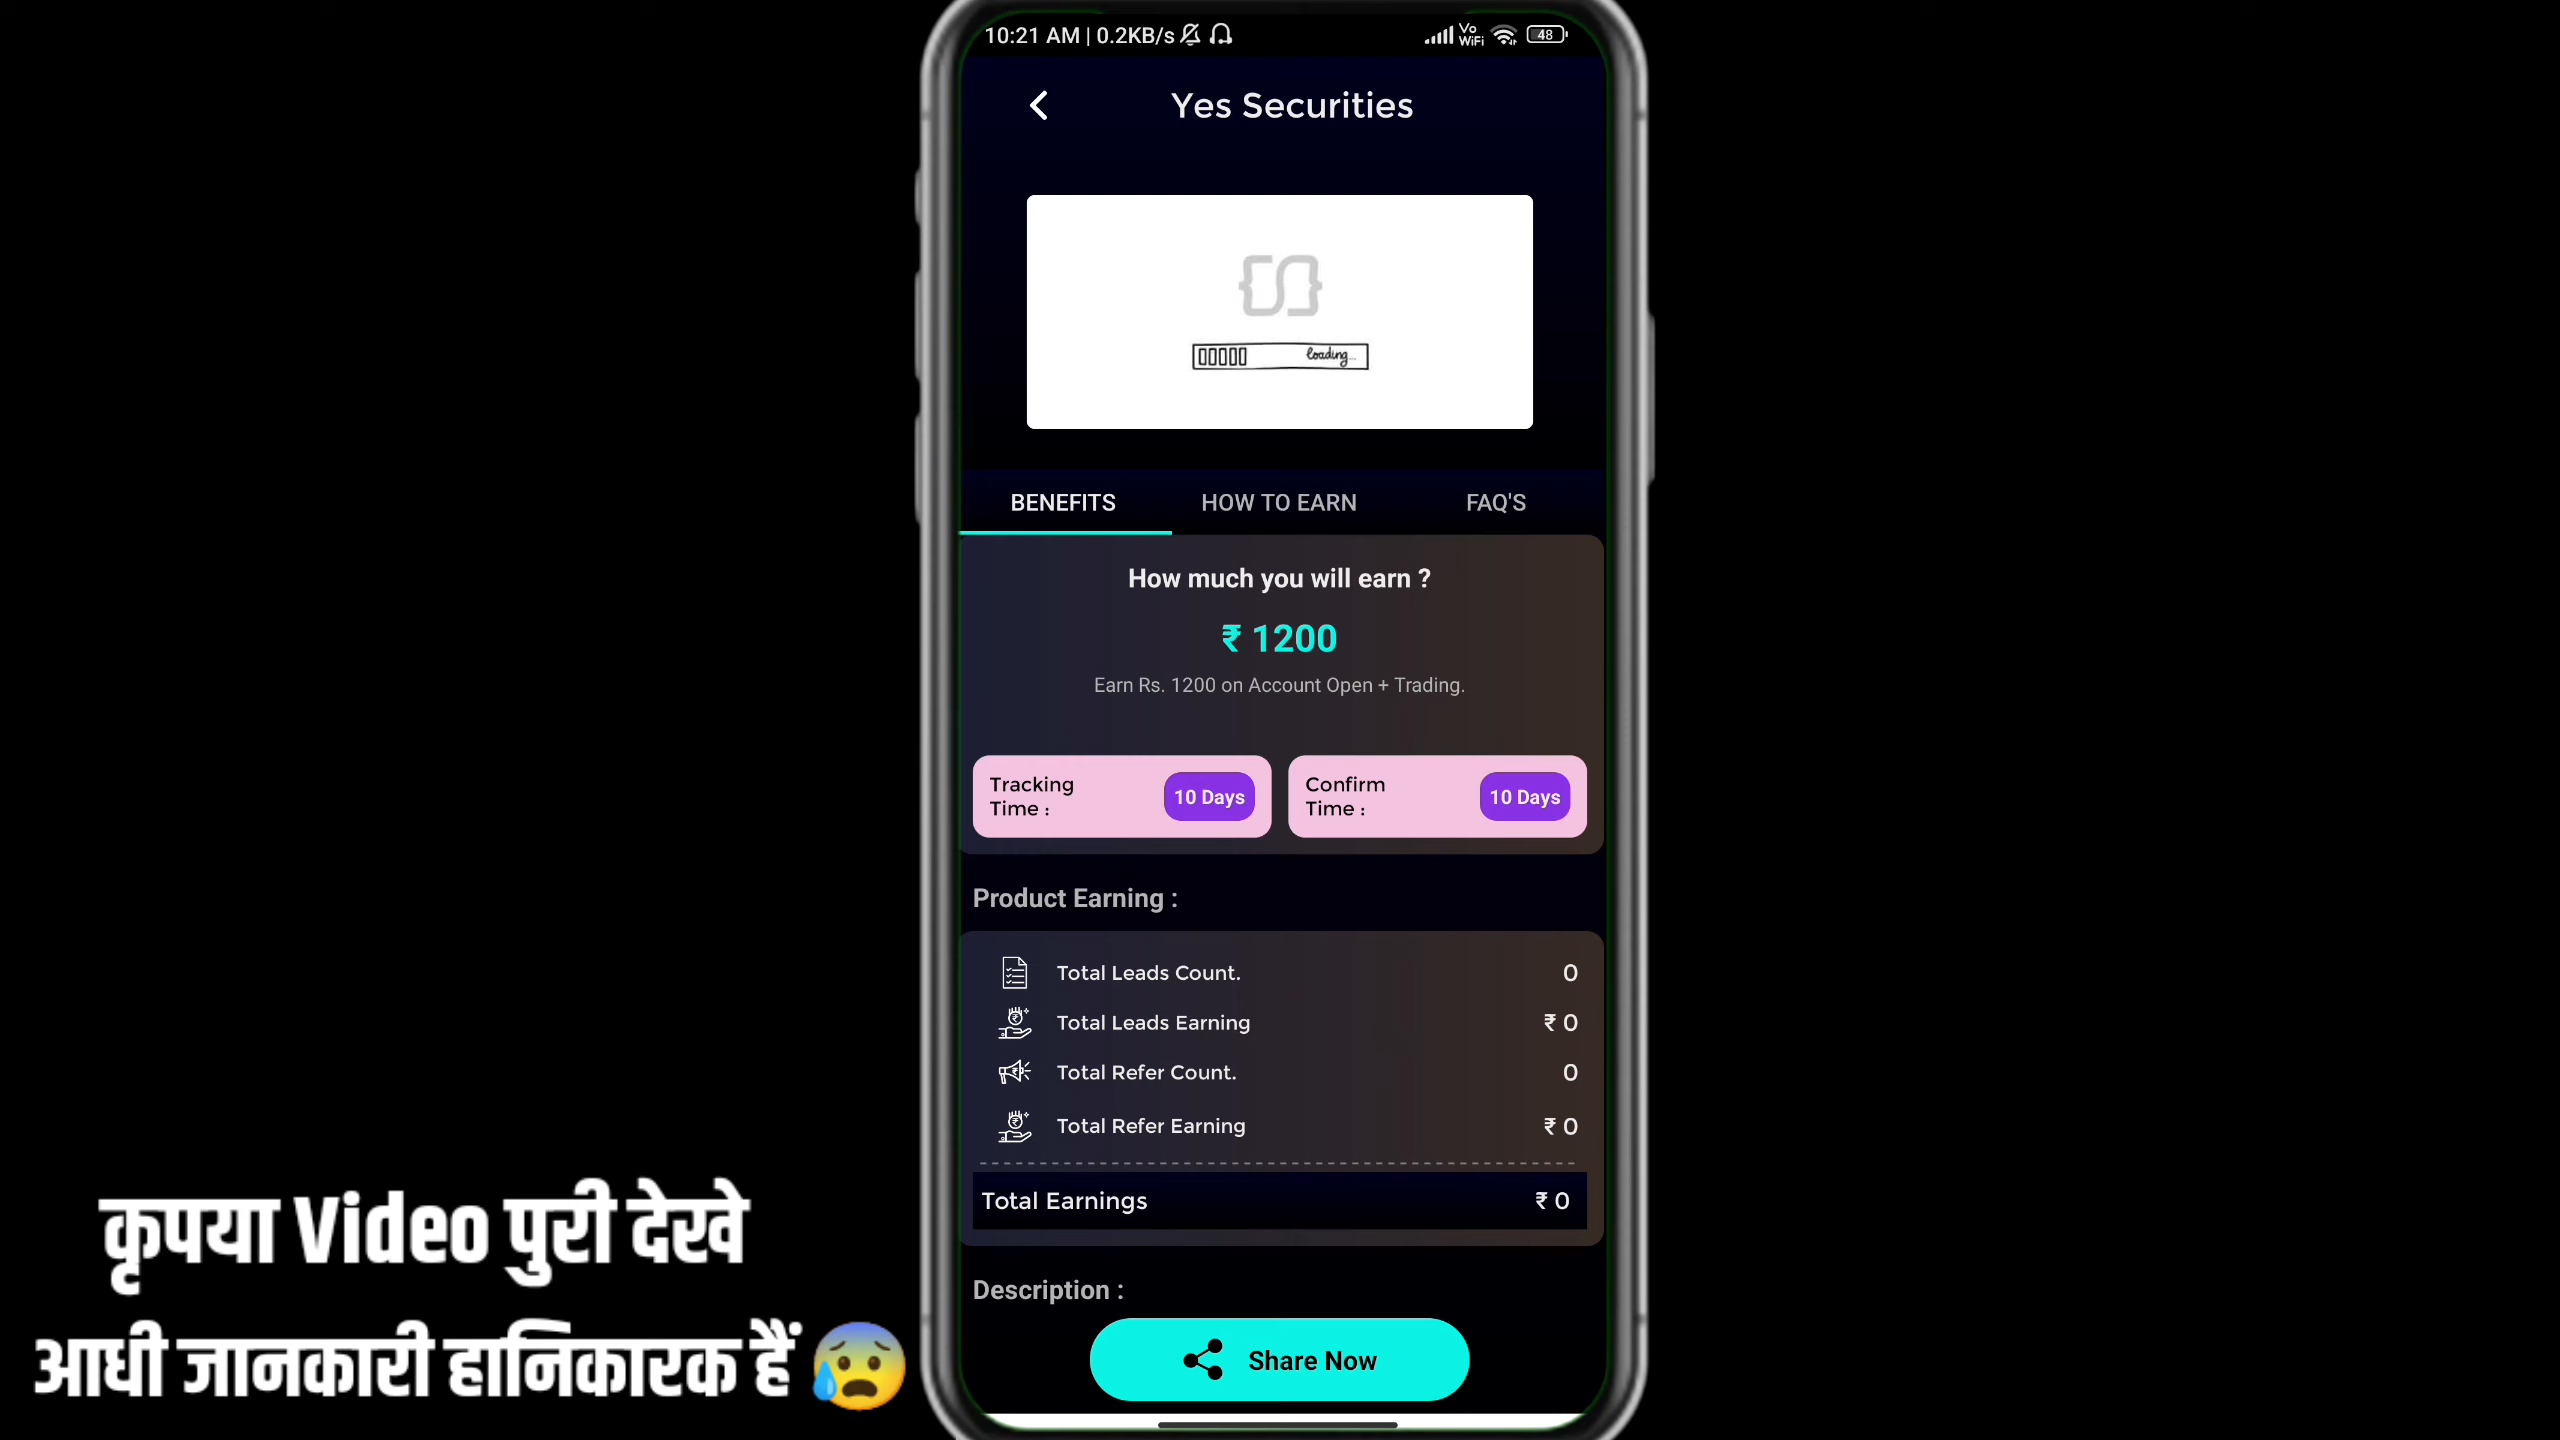 10:21 AM | 0.2KB/s
Vo
WiFi
48
Yes Securities
loading...
BENEFITS
HOW TO EARN
FAQ'S
How much you will earn ?
₹ 1200
Earn Rs. 1200 on Account Open + Trading.
Tracking
Time :
10 Days
Confirm
Time :
10 Days
Product Earning :
Total Leads Count. 0
Total Leads Earning ₹ 0
Total Refer Count. 0
Total Refer Earning ₹ 0
Total Earnings ₹ 0
Description :
Share Now
कृपया Video पुरी देखे
आधी जानकारी हानिकारक हैं 😰